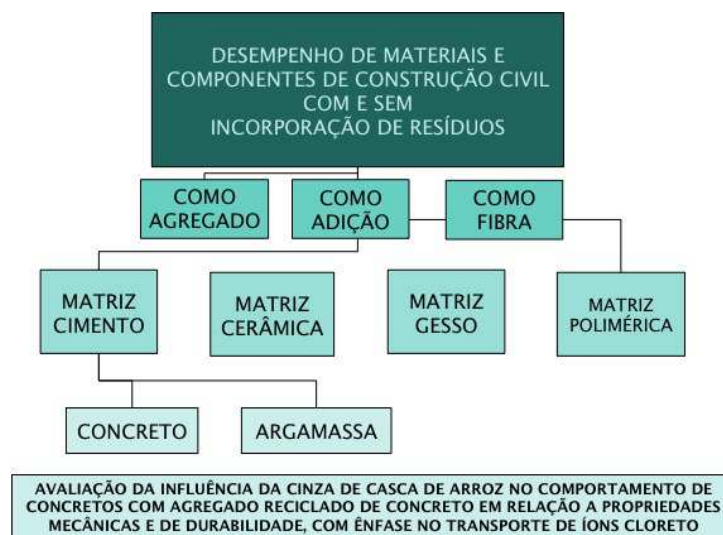 DESEMPENHO DE MATERIAIS E
COMPONENTES DE CONSTRUÇÃO CIVIL
COM E SEM
INCORPORAÇÃO DE RESÍDUOS
COMO
AGREGADO
COMO
ADIÇÃO
COMO
FIBRA
MATRIZ
CIMENTO
MATRIZ
CERÂMICA
MATRIZ
GESSO
MATRIZ
POLIMÉRICA
CONCRETO
ARGAMASSA
AVALIAÇÃO DA INFLUÊNCIA DA CINZA DE CASCA DE ARROZ NO COMPORTAMENTO DE
CONCRETOS COM AGREGADO RECICLADO DE CONCRETO EM RELAÇÃO A PROPRIEDADES
MECÂNICAS E DE DURABILIDADE, COM ÊNFASE NO TRANSPORTE DE ÍONS CLORETO